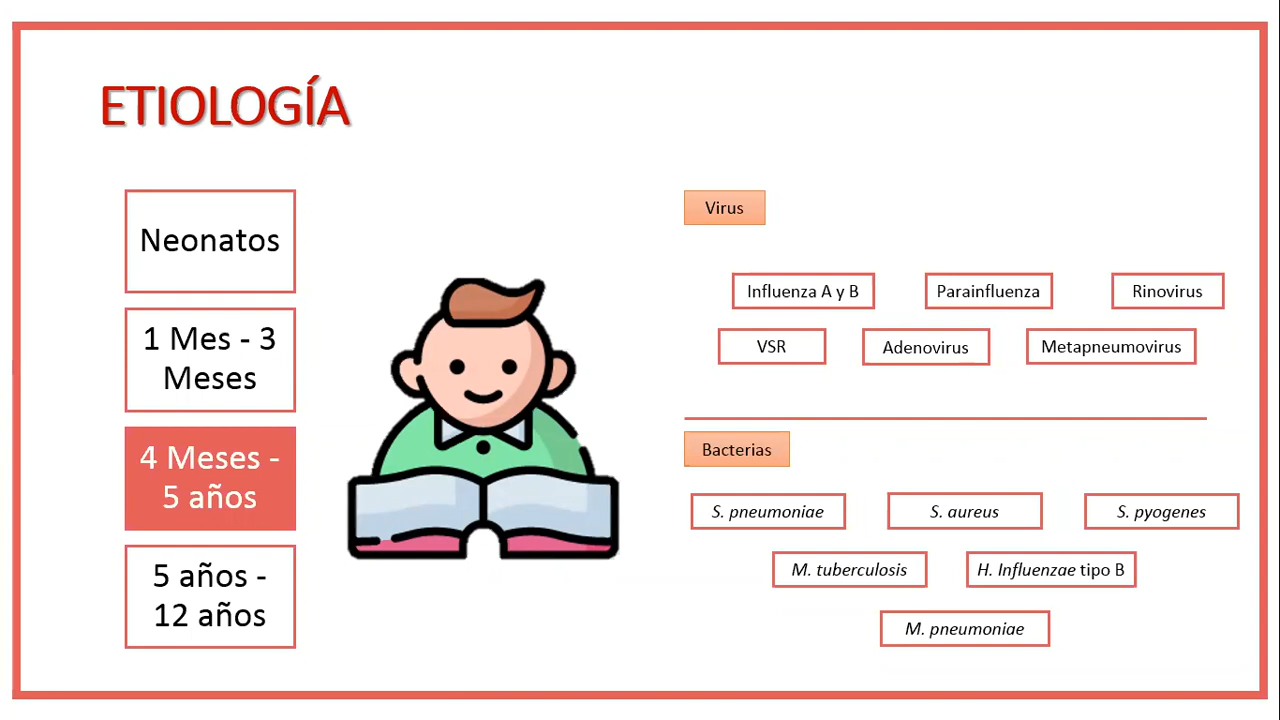 ETIOLOGÍA
Neonatos
1 Mes - 3
Meses
4 Meses -
5 años
5 años -
12 años
Virus
Influenza A y B
Parainfluenza
Rinovirus
VSR
Adenovirus
Metapneumovirus
Bacterias
S. pneumoniae
S. aureus
S. pyogenes
M. tuberculosis
H. Influenzae tipo B
M. pneumoniae